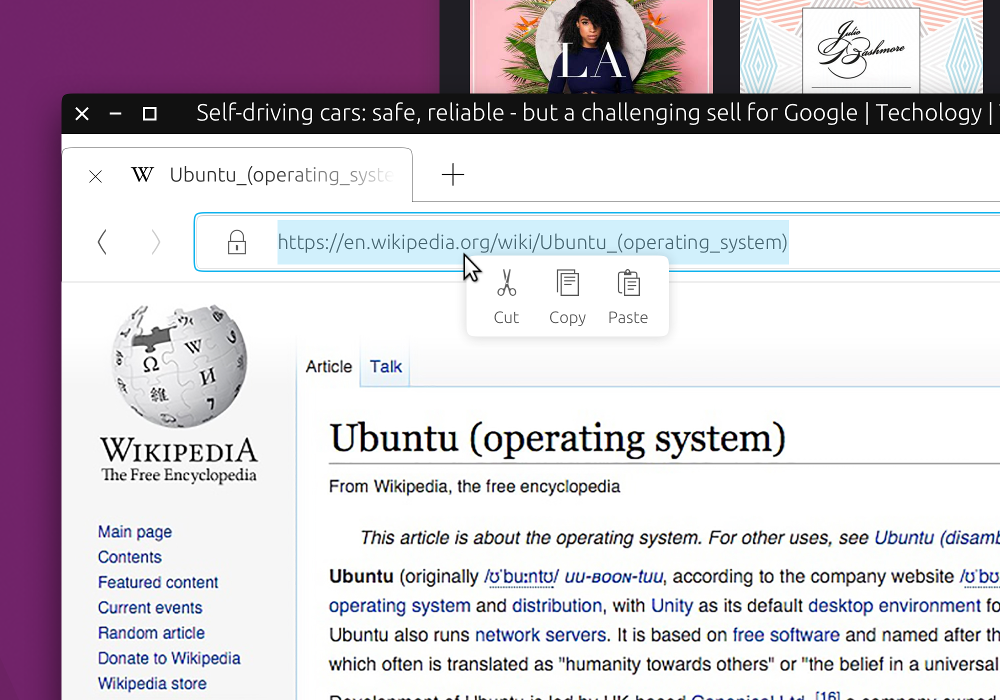 LA
Julio Bashmore
Self-driving cars: safe, reliable - but a challenging sell for Google | Techology |
W Ubuntu_(operating_syste
https://en.wikipedia.org/wiki/Ubuntu_(operating_system)
Cut Copy Paste
Article Talk
WIKIPEDIA
The Free Encyclopedia
Ubuntu (operating system)
From Wikipedia, the free encyclopedia
This article is about the operating system. For other uses, see Ubuntu (disamb
Ubuntu (originally /ʊˈbuːntʊ/ uu-BOON-tuu, according to the company website /ʊˈbʊ
operating system and distribution, with Unity as its default desktop environment fo
Ubuntu also runs network servers. It is based on free software and named after th
which often is translated as "humanity towards others" or "the belief in a universal
Development of Ubuntu is led by UK-based Canonical Ltd., [16] a company owned
Main page
Contents
Featured content
Current events
Random article
Donate to Wikipedia
Wikipedia store